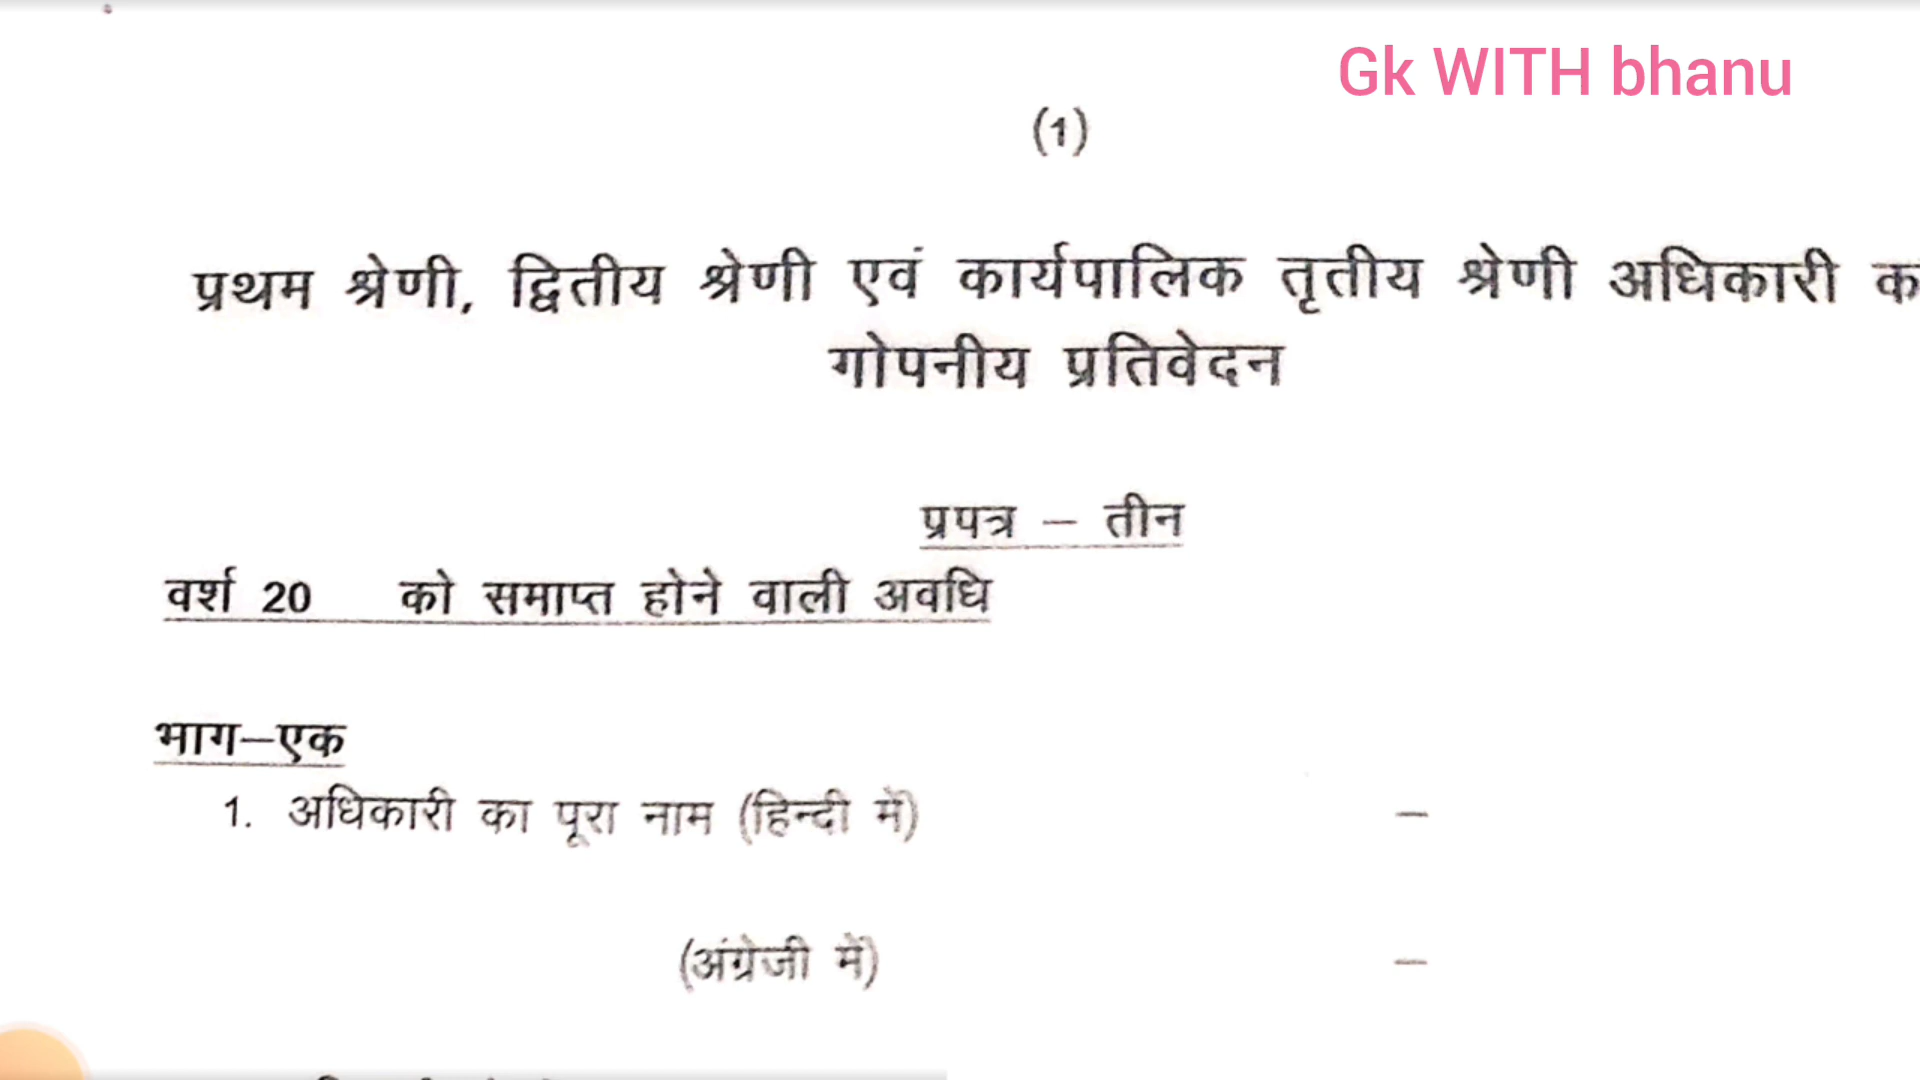 Gk WITH bhanu
(1)
प्रथम श्रेणी, द्वितीय श्रेणी एवं कार्यपालिक तृतीय श्रेणी अधिकारी
गोपनीय प्रतिवेदन
प्रपत्र – तीन
वर्श 20 को समाप्त होने वाली अवधि
भाग–एक
1. अधिकारी का पूरा नाम (हिन्दी में) –
(अंग्रेजी में) –